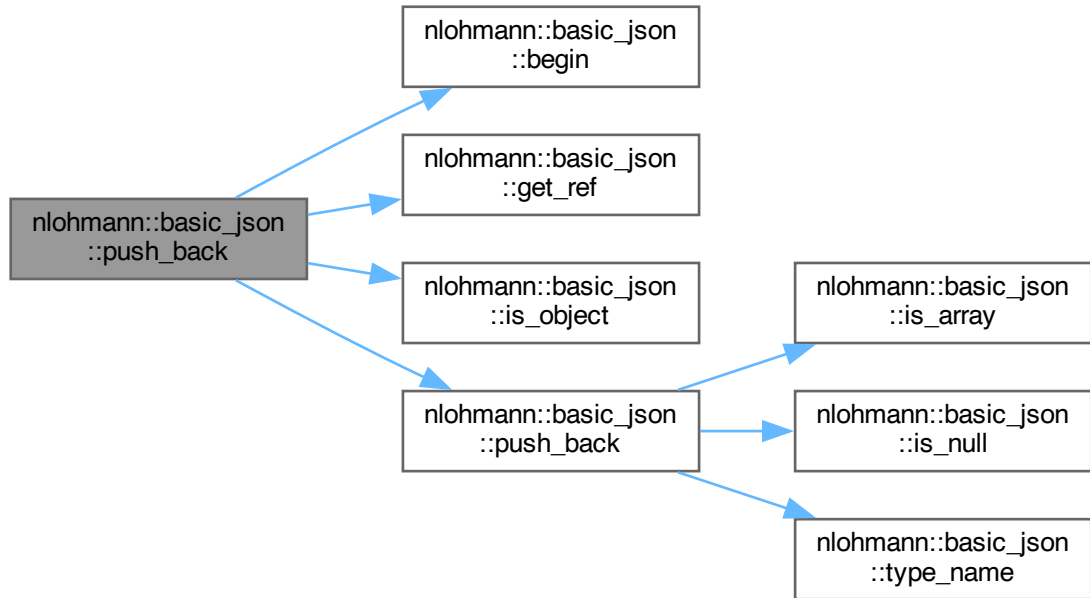 nlohmann::basic_json
::push_back
nlohmann::basic_json
::begin
nlohmann::basic_json
::get_ref
nlohmann::basic_json
::is_object
nlohmann::basic_json
::push_back
nlohmann::basic_json
::is_array
nlohmann::basic_json
::is_null
nlohmann::basic_json
::type_name